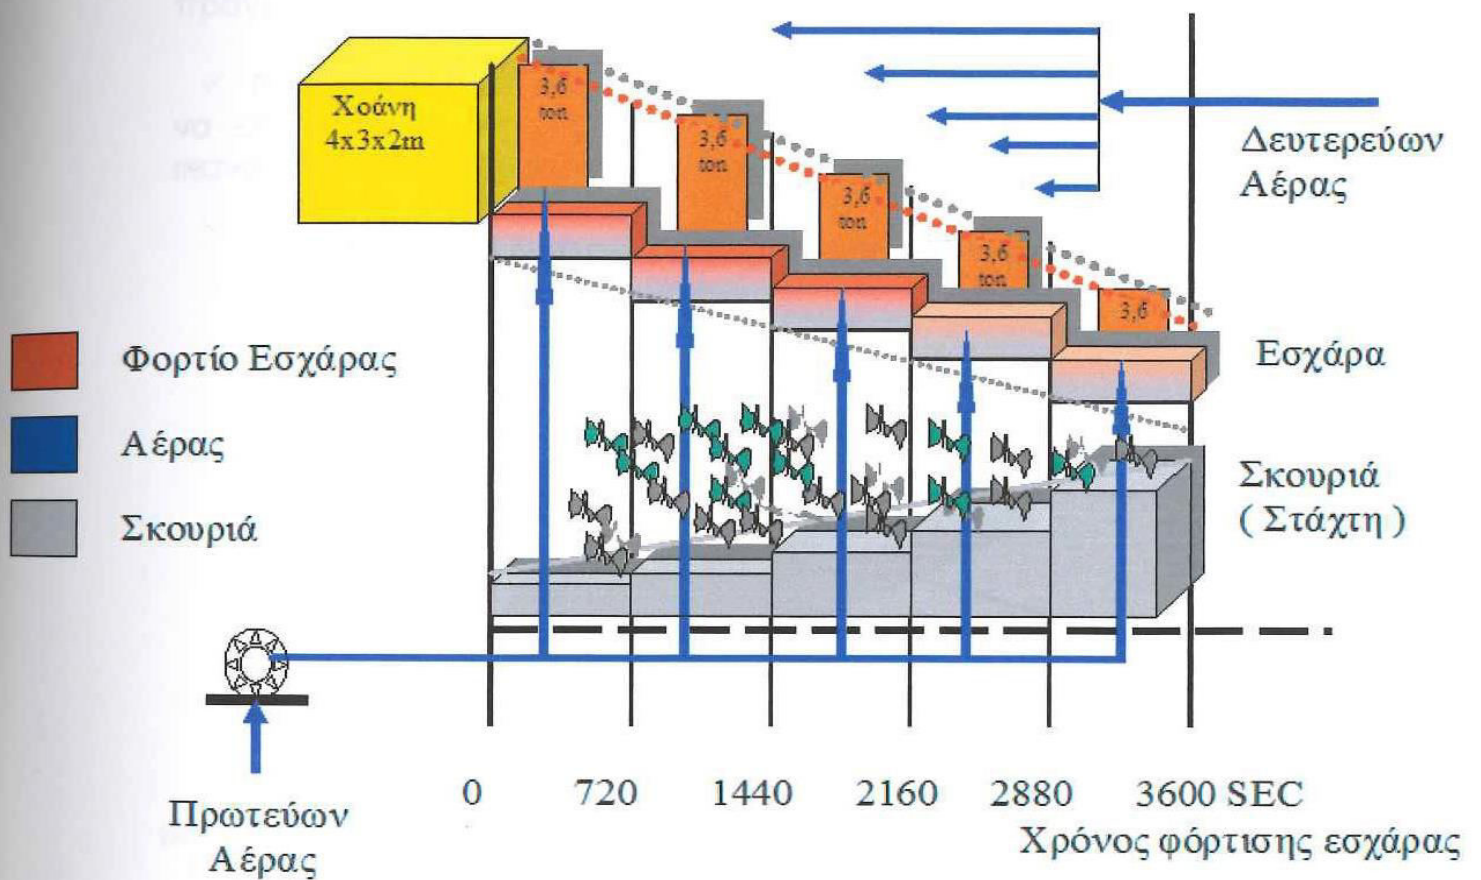 Χοάνη
4x3x2m
3,6
ton
3,6
ton
3,6
ton
3,6
ton
3,6
Δευτερεύων
Αέρας
Φορτίο Εσχάρας
Αέρας
Σκουριά
Εσχάρα
Σκουριά
( Στάχτη )
0 720 1440 2160 2880 3600 SEC
Χρόνος φόρτισης εσχάρας
Πρωτεύων
Αέρας